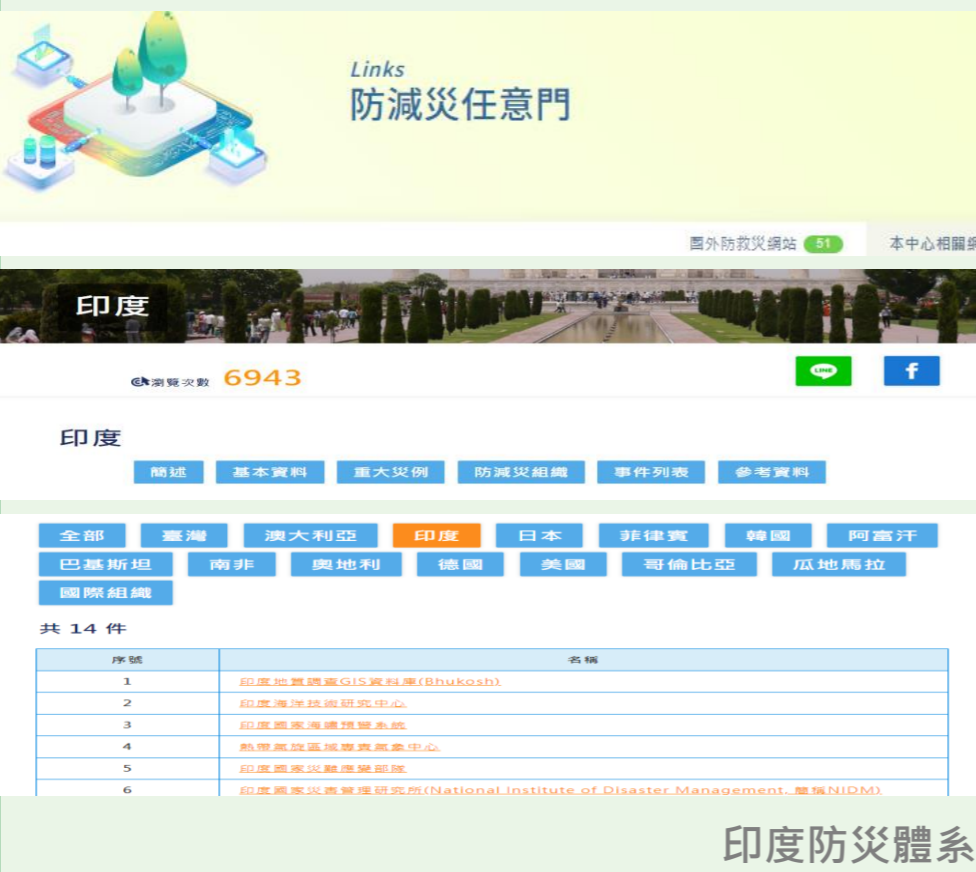 Links
防減災任意門
國外防救災網站 51 本中心相關
印度
瀏覽次數 6943
LINE f
印度
簡述 基本資料 重大災例 防減災組織 事件列表 參考資料
全部 臺灣 澳大利亞 印度 日本 菲律賓 韓國 阿富汗
巴基斯坦 南非 奧地利 德國 美國 哥倫比亞 瓜地馬拉
國際組織
共 14 件
序號 名稱
1 印度地質調查GIS資料庫(Bhukosh)
2 印度海洋技術研究中心
3 印度國家海嘯預警系統
4 熱帶氣旋區域專責氣象中心
5 印度國家災難應變部隊
6 印度國家災害管理研究所(National Institute of Disaster Management, 簡稱NIDM)
印度防災體系